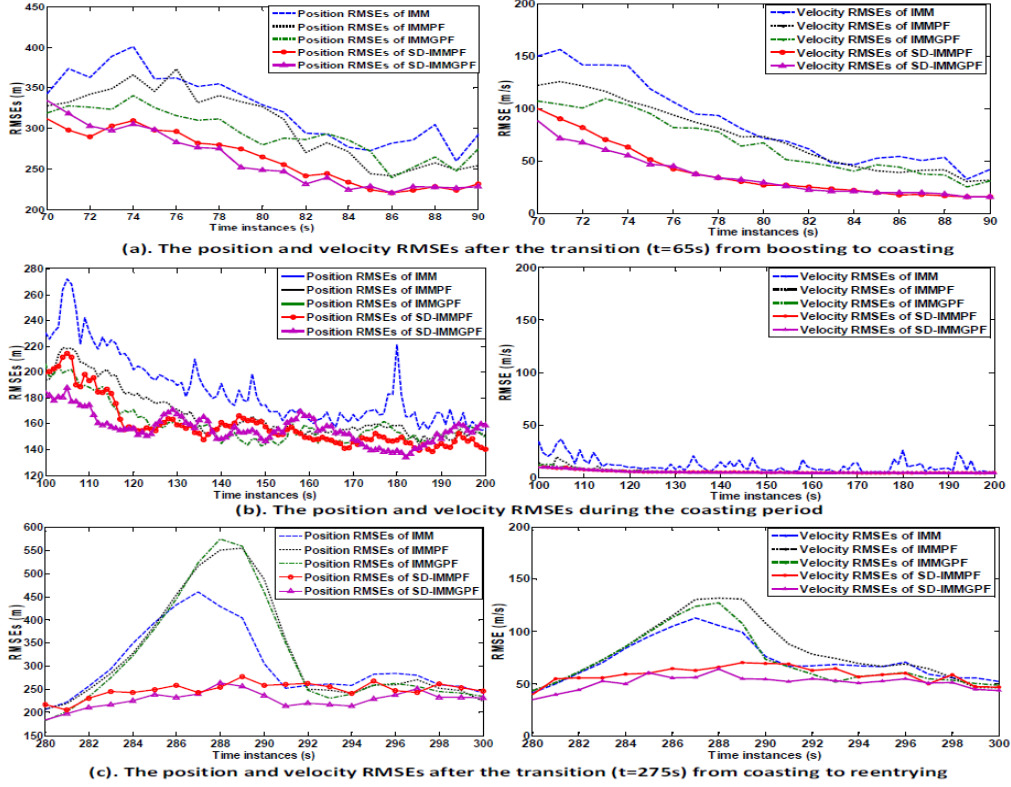 450
400
350
300
250
200
RMSEs (m)
Position RMSEs of IMM
Position RMSEs of IMMPF
Position RMSEs of IMMGPF
Position RMSEs of SD-IMMPF
Position RMSEs of SD-IMMGPF
70 72 74 76 78 80 82 84 86 88 90
Time instances (s)
200
150
100
50
0
RMSE (m/s)
Velocity RMSEs of IMM
Velocity RMSEs of IMMPF
Velocity RMSEs of IMMGPF
Velocity RMSEs of SD-IMMPF
Velocity RMSEs of SD-IMMGPF
70 72 74 76 78 80 82 84 86 88 90
Time instances (s)
(a). The position and velocity RMSEs after the transition (t=65s) from boosting to coasting
280
260
240
220
200
180
160
140
120
RMSEs (m)
Position RMSEs of IMM
Position RMSEs of IMMPF
Position RMSEs of IMMGPF
Position RMSEs of SD-IMMPF
Position RMSEs of SD-IMMGPF
100 110 120 130 140 150 160 170 180 190 200
Time instances (s)
200
150
100
50
0
RMSE (m/s)
Velocity RMSEs of IMM
Velocity RMSEs of IMMPF
Velocity RMSEs of IMMGPF
Velocity RMSEs of SD-IMMPF
Velocity RMSEs of SD-IMMGPF
100 110 120 130 140 150 160 170 180 190 200
Time instances (s)
(b). The position and velocity RMSEs during the coasting period
600
550
500
450
400
350
300
250
200
150
RMSEs (m)
Position RMSEs of IMM
Position RMSEs of IMMPF
Position RMSEs of IMMGPF
Position RMSEs of SD-IMMPF
Position RMSEs of SD-IMMGPF
280 282 284 286 288 290 292 294 296 298 300
Time instances (s)
200
150
100
50
0
RMSE (m/s)
Velocity RMSEs of IMM
Velocity RMSEs of IMMPF
Velocity RMSEs of IMMGPF
Velocity RMSEs of SD-IMMPF
Velocity RMSEs of SD-IMMGPF
280 282 284 286 288 290 292 294 296 298 300
Time instances (s)
(c). The position and velocity RMSEs after the transition (t=275s) from coasting to reentrying